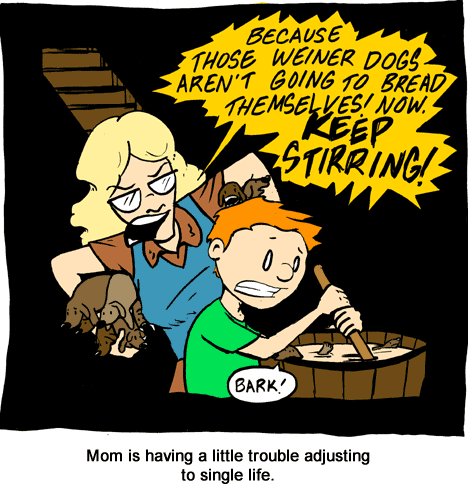 BECAUSE
THOSE WEINER DOGS
AREN'T GOING TO BREAD
THEMSELVES! NOW,
KEEP
STIRRING!
BARK!
Mom is having a little trouble adjusting
to single life.